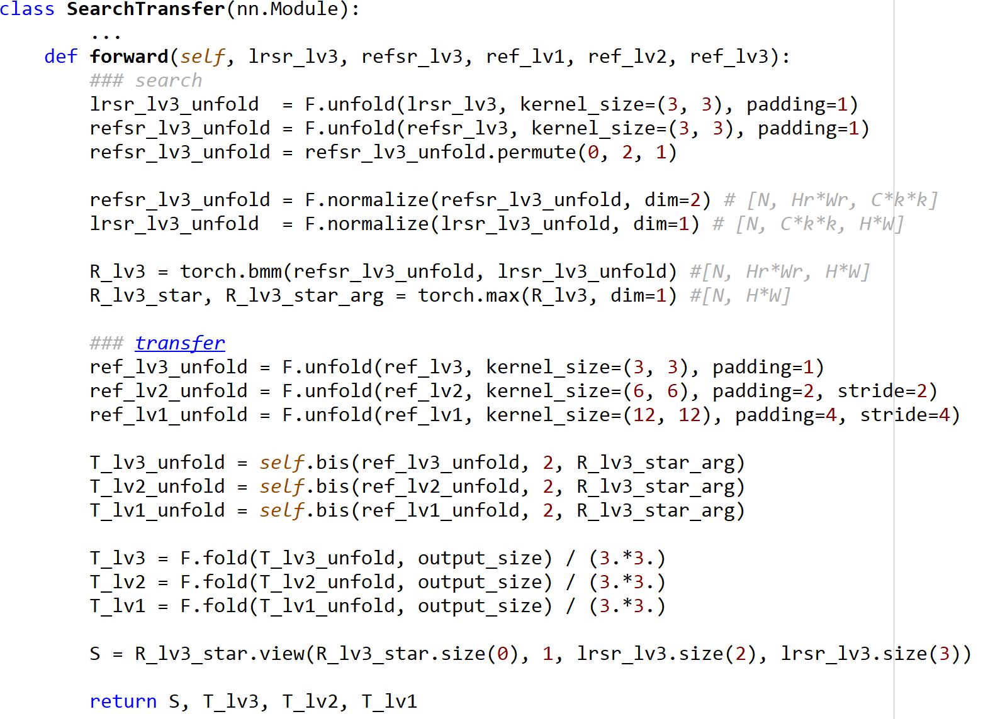 class SearchTransfer(nn.Module):
        ...
    def forward(self, lrsr_lv3, refsr_lv3, ref_lv1, ref_lv2, ref_lv3):
        ### search
        lrsr_lv3_unfold  = F.unfold(lrsr_lv3, kernel_size=(3, 3), padding=1)
        refsr_lv3_unfold = F.unfold(refsr_lv3, kernel_size=(3, 3), padding=1)
        refsr_lv3_unfold = refsr_lv3_unfold.permute(0, 2, 1)

        refsr_lv3_unfold = F.normalize(refsr_lv3_unfold, dim=2) # [N, Hr*Wr, C*k*k]
        lrsr_lv3_unfold  = F.normalize(lrsr_lv3_unfold, dim=1) # [N, C*k*k, H*W]

        R_lv3 = torch.bmm(refsr_lv3_unfold, lrsr_lv3_unfold) #[N, Hr*Wr, H*W]
        R_lv3_star, R_lv3_star_arg = torch.max(R_lv3, dim=1) #[N, H*W]

        ### transfer
        ref_lv3_unfold = F.unfold(ref_lv3, kernel_size=(3, 3), padding=1)
        ref_lv2_unfold = F.unfold(ref_lv2, kernel_size=(6, 6), padding=2, stride=2)
        ref_lv1_unfold = F.unfold(ref_lv1, kernel_size=(12, 12), padding=4, stride=4)

        T_lv3_unfold = self.bis(ref_lv3_unfold, 2, R_lv3_star_arg)
        T_lv2_unfold = self.bis(ref_lv2_unfold, 2, R_lv3_star_arg)
        T_lv1_unfold = self.bis(ref_lv1_unfold, 2, R_lv3_star_arg)

        T_lv3 = F.fold(T_lv3_unfold, output_size) / (3.*3.)
        T_lv2 = F.fold(T_lv2_unfold, output_size) / (3.*3.)
        T_lv1 = F.fold(T_lv1_unfold, output_size) / (3.*3.)

        S = R_lv3_star.view(R_lv3_star.size(0), 1, lrsr_lv3.size(2), lrsr_lv3.size(3))

        return S, T_lv3, T_lv2, T_lv1